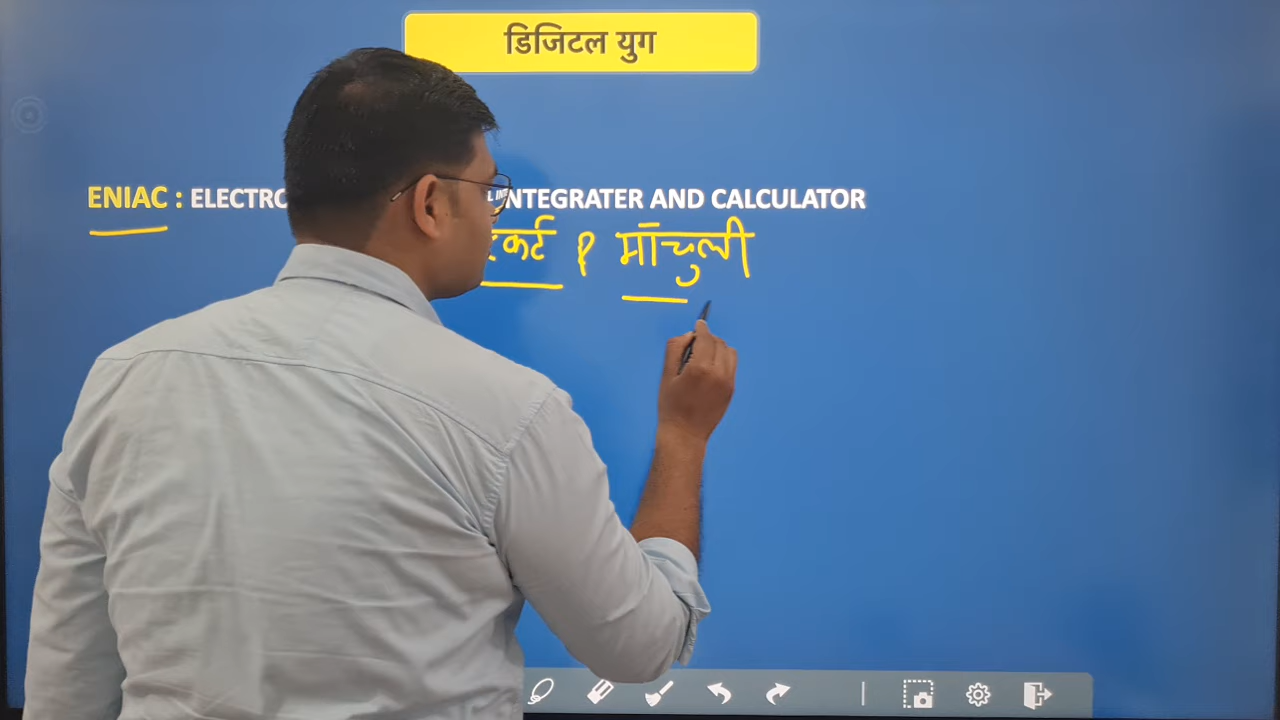 डिजिटल युग
ENIAC : ELECTRO INTEGRATER AND CALCULATOR
कर्ट P मॉचुली